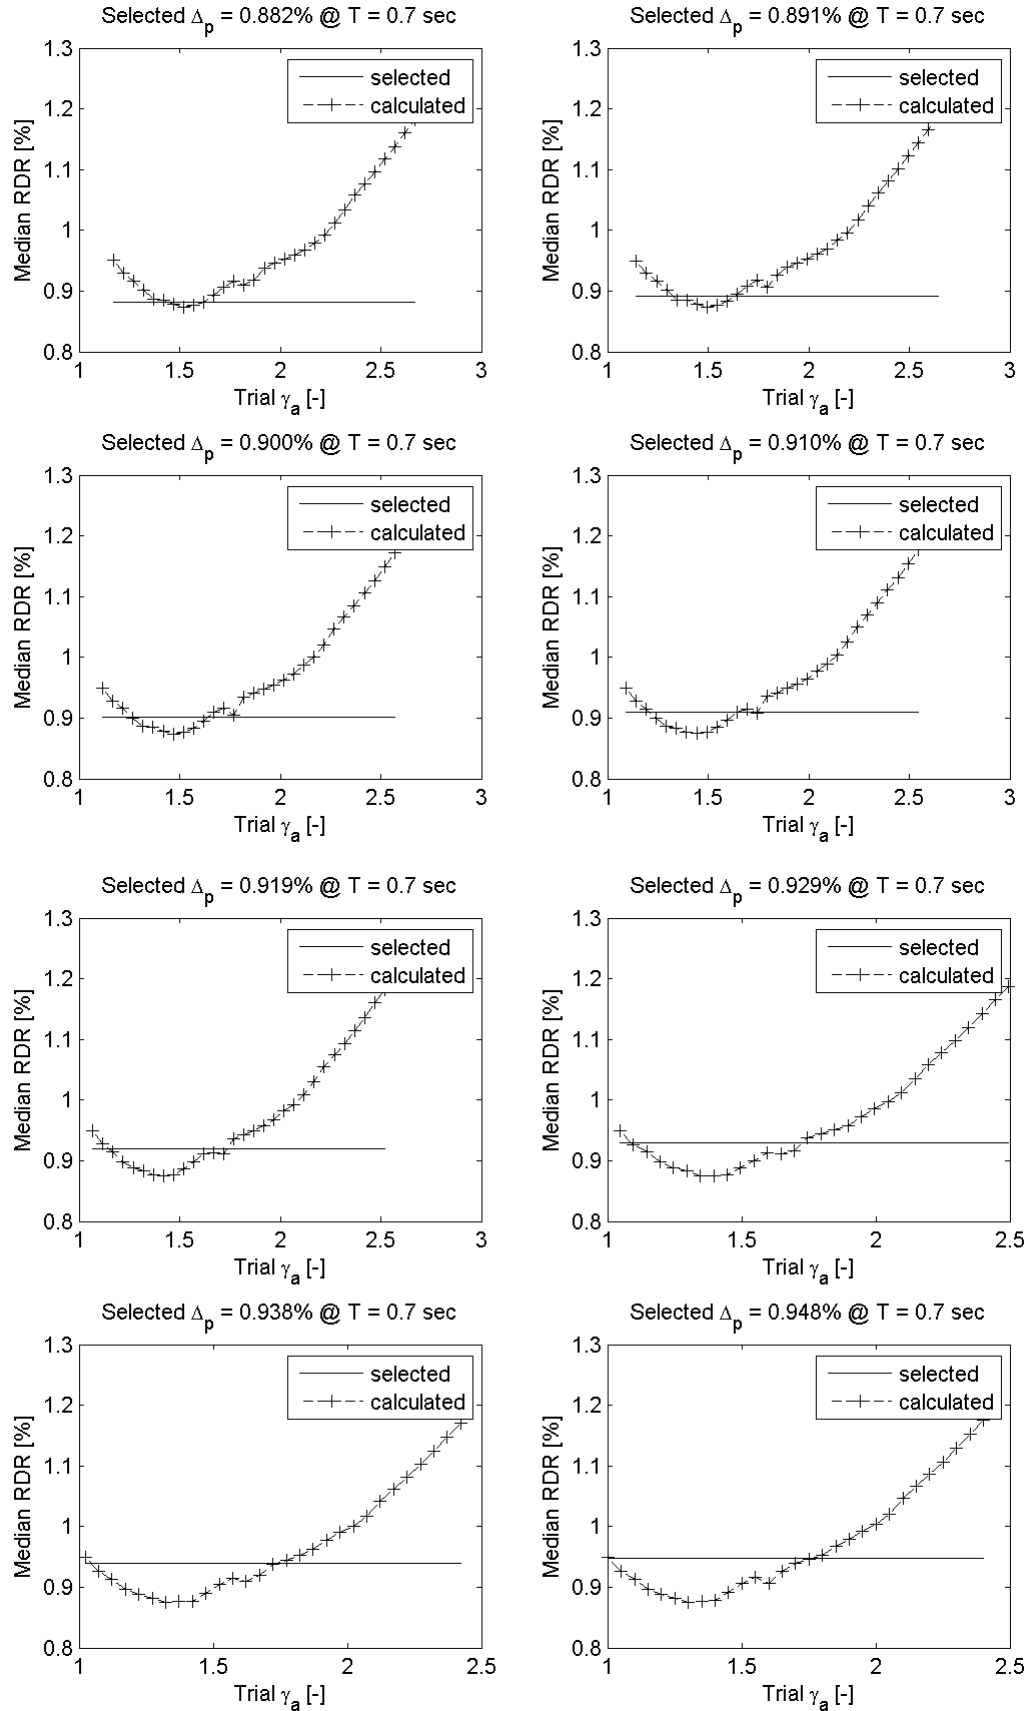 Selected Δp = 0.882% @ T = 0.7 sec
1.3
1.2
1.1
1
0.9
0.8
Median RDR [%]
selected
calculated
1 1.5 2 2.5 3
Trial γa [-]
Selected Δp = 0.891% @ T = 0.7 sec
1.3
1.2
1.1
1
0.9
0.8
Median RDR [%]
selected
calculated
1 1.5 2 2.5 3
Trial γa [-]
Selected Δp = 0.900% @ T = 0.7 sec
1.3
1.2
1.1
1
0.9
0.8
Median RDR [%]
selected
calculated
1 1.5 2 2.5 3
Trial γa [-]
Selected Δp = 0.910% @ T = 0.7 sec
1.3
1.2
1.1
1
0.9
0.8
Median RDR [%]
selected
calculated
1 1.5 2 2.5 3
Trial γa [-]
Selected Δp = 0.919% @ T = 0.7 sec
1.3
1.2
1.1
1
0.9
0.8
Median RDR [%]
selected
calculated
1 1.5 2 2.5 3
Trial γa [-]
Selected Δp = 0.929% @ T = 0.7 sec
1.3
1.2
1.1
1
0.9
0.8
Median RDR [%]
selected
calculated
1 1.5 2 2.5
Trial γa [-]
Selected Δp = 0.938% @ T = 0.7 sec
1.3
1.2
1.1
1
0.9
0.8
Median RDR [%]
selected
calculated
1 1.5 2 2.5
Trial γa [-]
Selected Δp = 0.948% @ T = 0.7 sec
1.3
1.2
1.1
1
0.9
0.8
Median RDR [%]
selected
calculated
1 1.5 2 2.5
Trial γa [-]